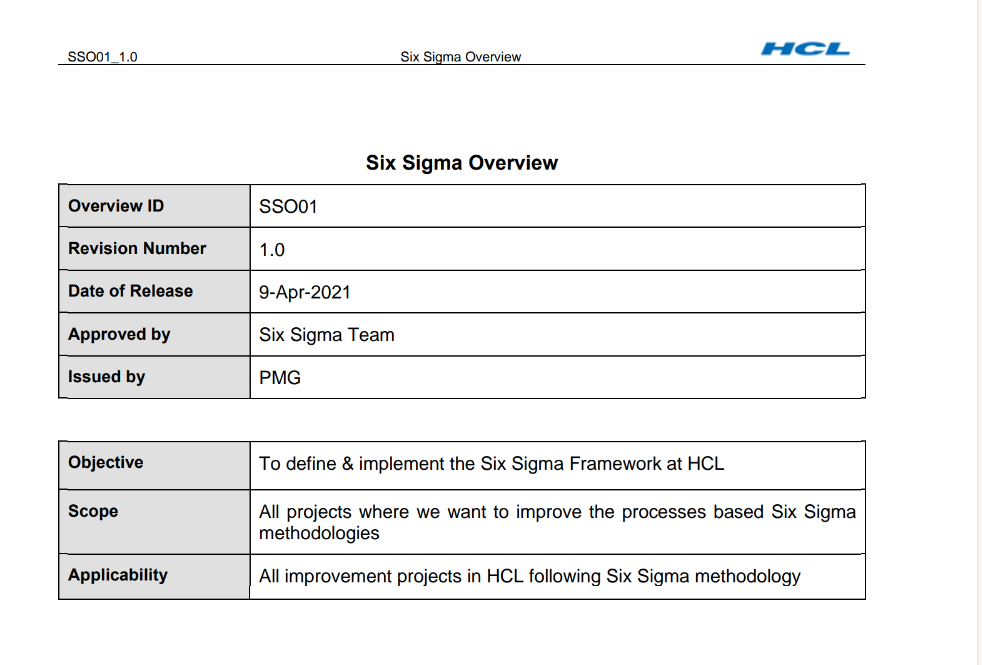 SSO01_1.0 Six Sigma Overview HCL
Six Sigma Overview
Overview ID SSO01
Revision Number 1.0
Date of Release 9-Apr-2021
Approved by Six Sigma Team
Issued by PMG
Objective To define & implement the Six Sigma Framework at HCL
Scope All projects where we want to improve the processes based Six Sigma
methodologies
Applicability All improvement projects in HCL following Six Sigma methodology